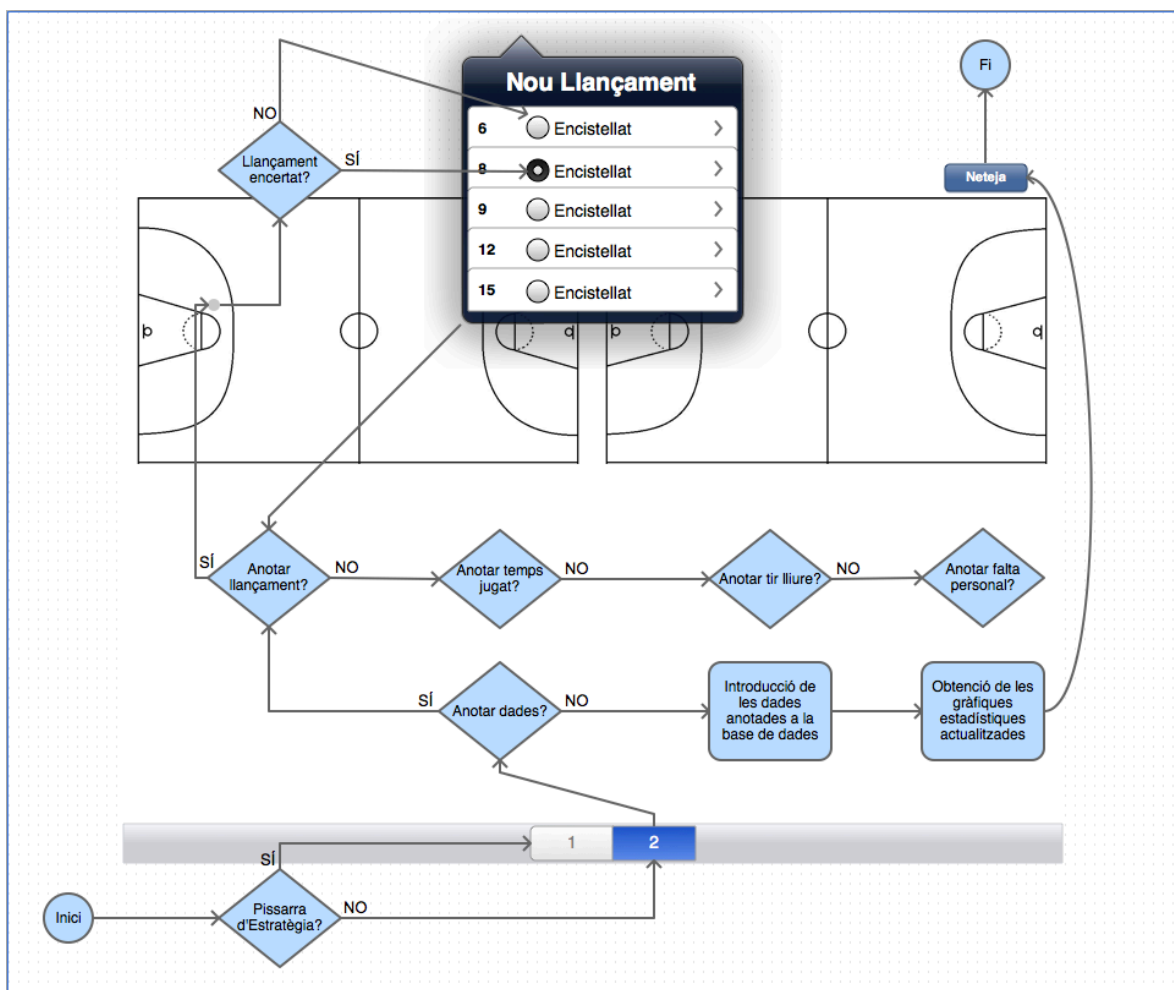 Fi
Nou Llançament
NO
6 Encistellat
Llançament
encertat?
SÍ
8 Encistellat
Neteja
9 Encistellat
12 Encistellat
15 Encistellat
SÍ
Anotar
llançament?
NO
Anotar temps
jugat?
NO
Anotar tir lliure?
NO
Anotar falta
personal?
SÍ
Anotar dades?
NO
Introducció de
les dades
anotades a la
base de dades
Obtenció de les
gràfiques
estadístiques
actualitzades
1
2
SÍ
Inici
Pissarra
d'Estratègia?
NO